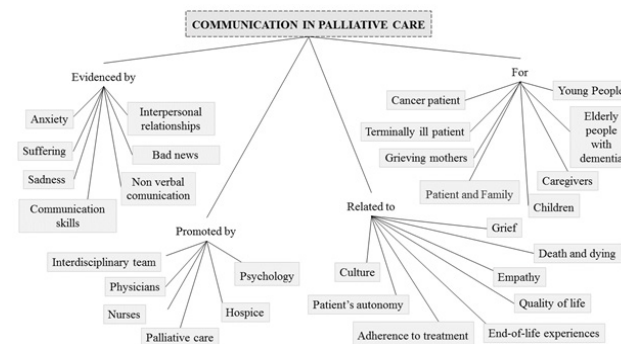 COMMUNICATION IN PALLIATIVE CARE
Evidenced by
Anxiety
Interpersonal
relationships
Suffering
Bad news
Sadness
Non verbal
comunication
Communication
skills
Promoted by
Interdisciplinary team
Psychology
Physicians
Nurses
Hospice
Palliative care
Related to
Culture
Grief
Death and dying
Empathy
Patient's autonomy
Quality of life
Adherence to treatment
End-of-life experiences
For
Cancer patient
Young People
Terminally ill patient
Elderly
people
with
dementia
Grieving mothers
Caregivers
Patient and Family
Children